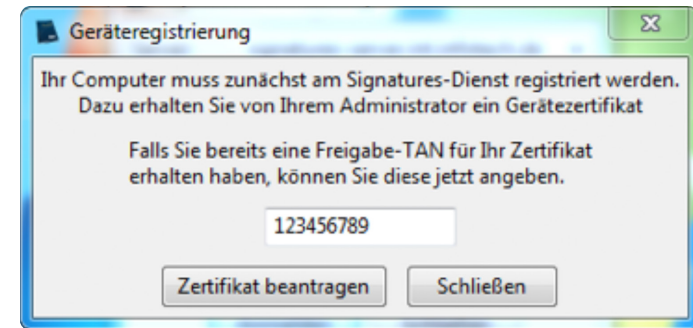 Geräteregistrierung
Ihr Computer muss zunächst am Signatures-Dienst registriert werden.
Dazu erhalten Sie von Ihrem Administrator ein Gerätezertifikat
Falls Sie bereits eine Freigabe-TAN für Ihr Zertifikat
erhalten haben, können Sie diese jetzt angeben.
123456789
Zertifikat beantragen
Schließen